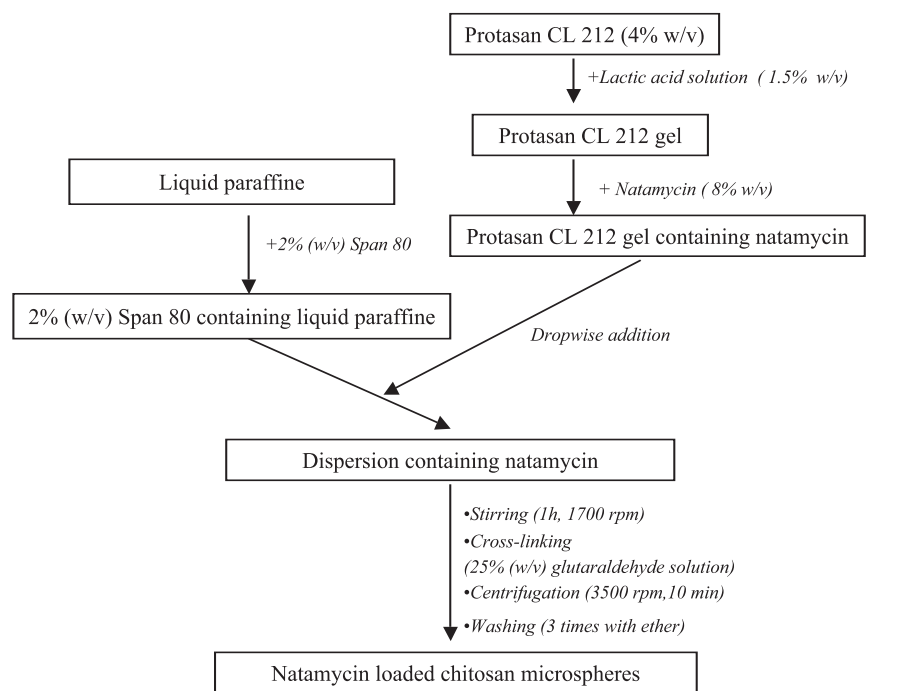 Protasan CL 212 (4% w/v)
+Lactic acid solution ( 1.5% w/v)
Protasan CL 212 gel
Liquid paraffine
+ Natamycin ( 8% w/v)
Protasan CL 212 gel containing natamycin
+2% (w/v) Span 80
2% (w/v) Span 80 containing liquid paraffine
Dropwise addition
Dispersion containing natamycin
•Stirring (1h, 1700 rpm)
•Cross-linking
(25% (w/v) glutaraldehyde solution)
•Centrifugation (3500 rpm,10 min)
•Washing (3 times with ether)
Natamycin loaded chitosan microspheres